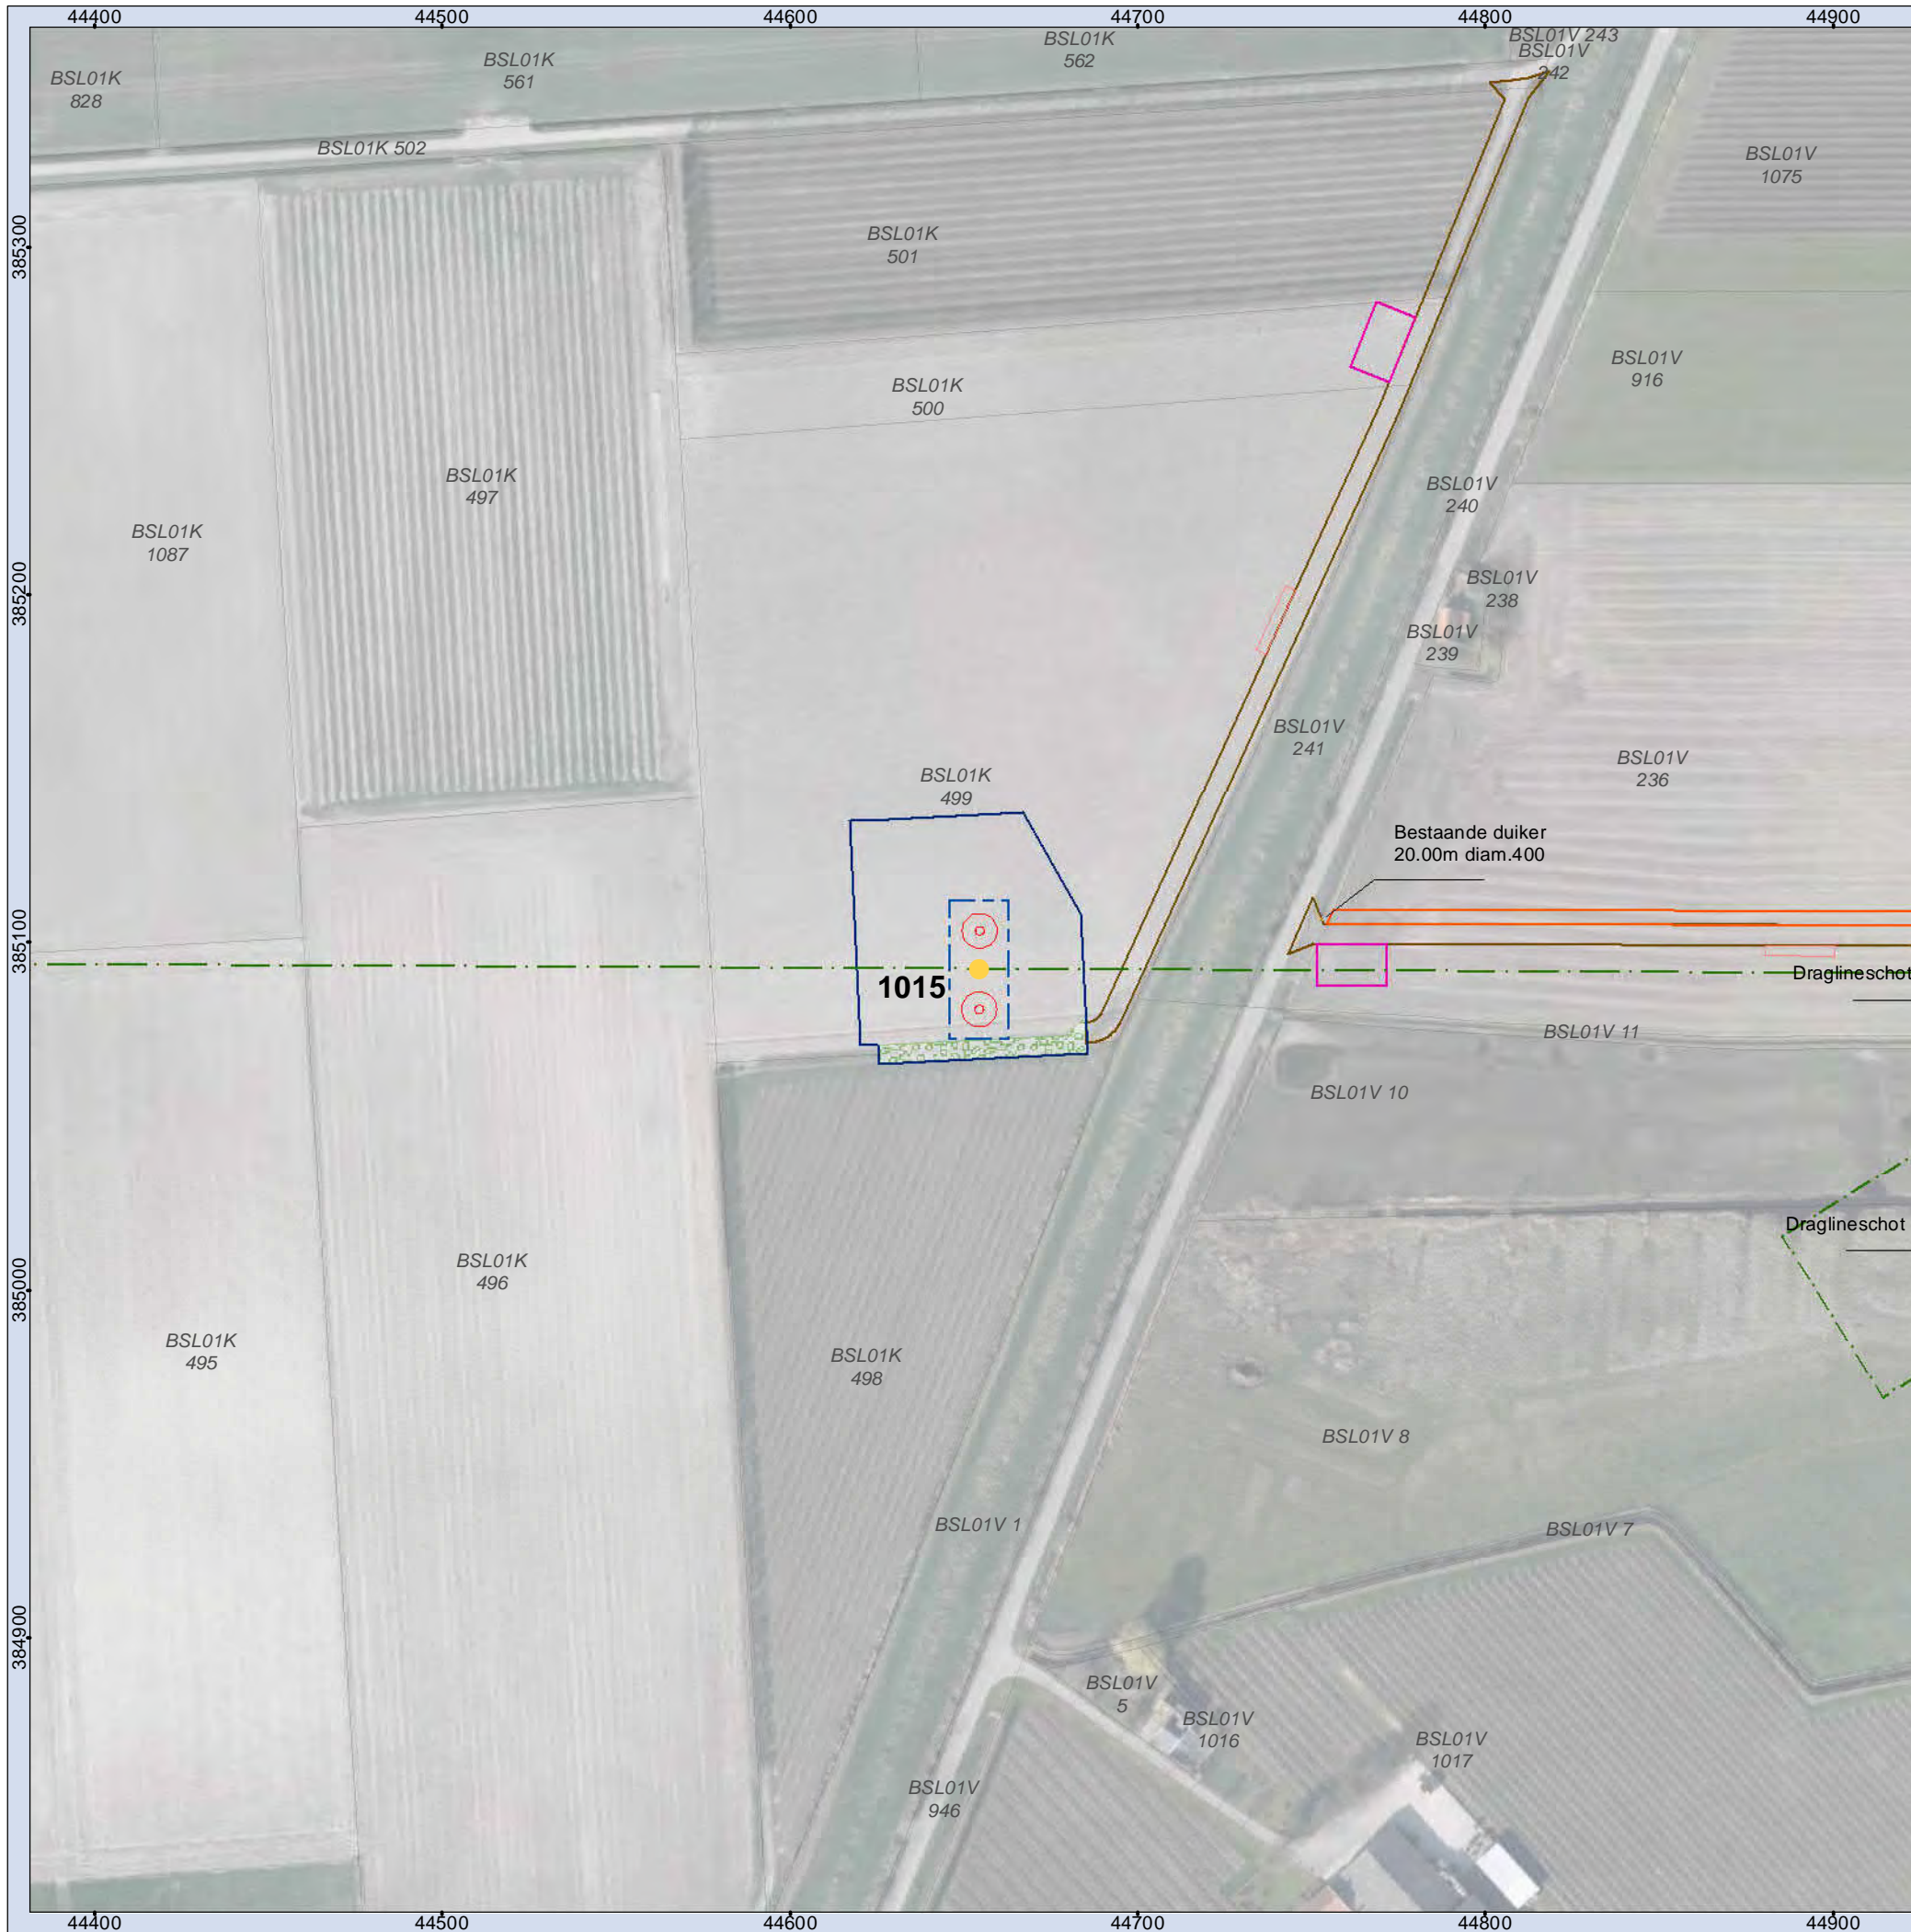 44400 44500 44600 44700 44800 44900
BSL01V 243
BSL01K
562
BSL01V
242
BSL01K
561
BSL01K
828
BSL01K 502
BSL01V
1075
385300
BSL01K
501
BSL01V
916
BSL01K
500
BSL01K
497
BSL01V
240
BSL01K
1087
385200
BSL01V
238
BSL01V
239
BSL01V
241
BSL01V
236
BSL01K
499
Bestaande duiker
20.00m diam.400
385100
Draglineschot
1015
BSL01V 11
BSL01V 10
Draglineschot
BSL01K
496
385000
BSL01K
495
BSL01K
498
BSL01V 8
BSL01V 1
BSL01V 7
384900
BSL01V
5
BSL01V
1016
BSL01V
1017
BSL01V
946
44400 44500 44600 44700 44800 44900